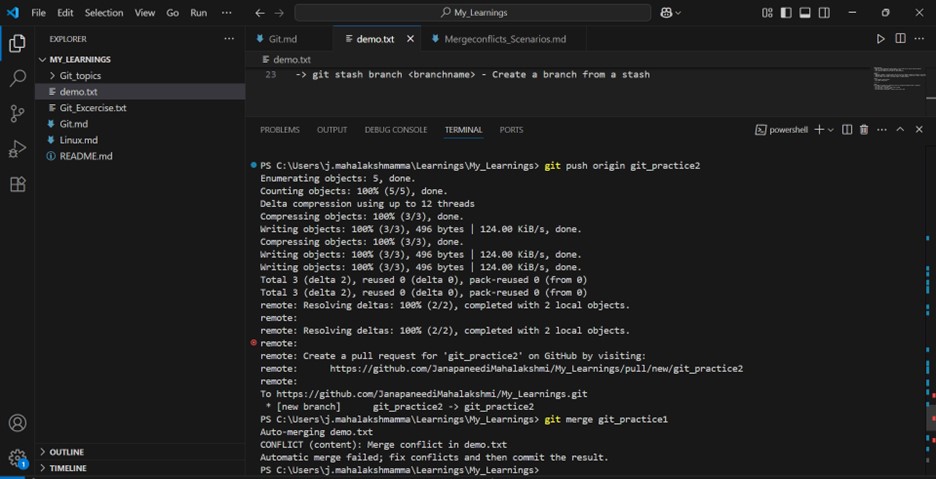 File Edit Selection View Go Run ··· My_Learnings
EXPLORER ···
MY_LEARNINGS
Git_topics
demo.txt
Git_Excercise.txt
Git.md
Linux.md
README.md
OUTLINE
TIMELINE
1
Git.md demo.txt Mergeconflicts_Scenarios.md
demo.txt
23 -> git stash branch <branchname> - Create a branch from a stash
PROBLEMS OUTPUT DEBUG CONSOLE TERMINAL PORTS powershell
PS C:\Users\j.mahalakshmamma\Learnings\My_Learnings> git push origin git_practice2
Enumerating objects: 5, done.
Counting objects: 100% (5/5), done.
Delta compression using up to 12 threads
Compressing objects: 100% (3/3), done.
Writing objects: 100% (3/3), 496 bytes | 124.00 KiB/s, done.
Compressing objects: 100% (3/3), done.
Writing objects: 100% (3/3), 496 bytes | 124.00 KiB/s, done.
Writing objects: 100% (3/3), 496 bytes | 124.00 KiB/s, done.
Total 3 (delta 2), reused 0 (delta 0), pack-reused 0 (from 0)
Total 3 (delta 2), reused 0 (delta 0), pack-reused 0 (from 0)
remote: Resolving deltas: 100% (2/2), completed with 2 local objects.
remote:
remote: Resolving deltas: 100% (2/2), completed with 2 local objects.
remote:
remote: Create a pull request for 'git_practice2' on GitHub by visiting:
remote: https://github.com/JanapaneediMahalakshmi/My_Learnings/pull/new/git_practice2
remote:
To https://github.com/JanapaneediMahalakshmi/My_Learnings.git
* [new branch] git_practice2 -> git_practice2
PS C:\Users\j.mahalakshmamma\Learnings\My_Learnings> git merge git_practice1
Auto-merging demo.txt
CONFLICT (content): Merge conflict in demo.txt
Automatic merge failed; fix conflicts and then commit the result.
PS C:\Users\j.mahalakshmamma\Learnings\My_Learnings>